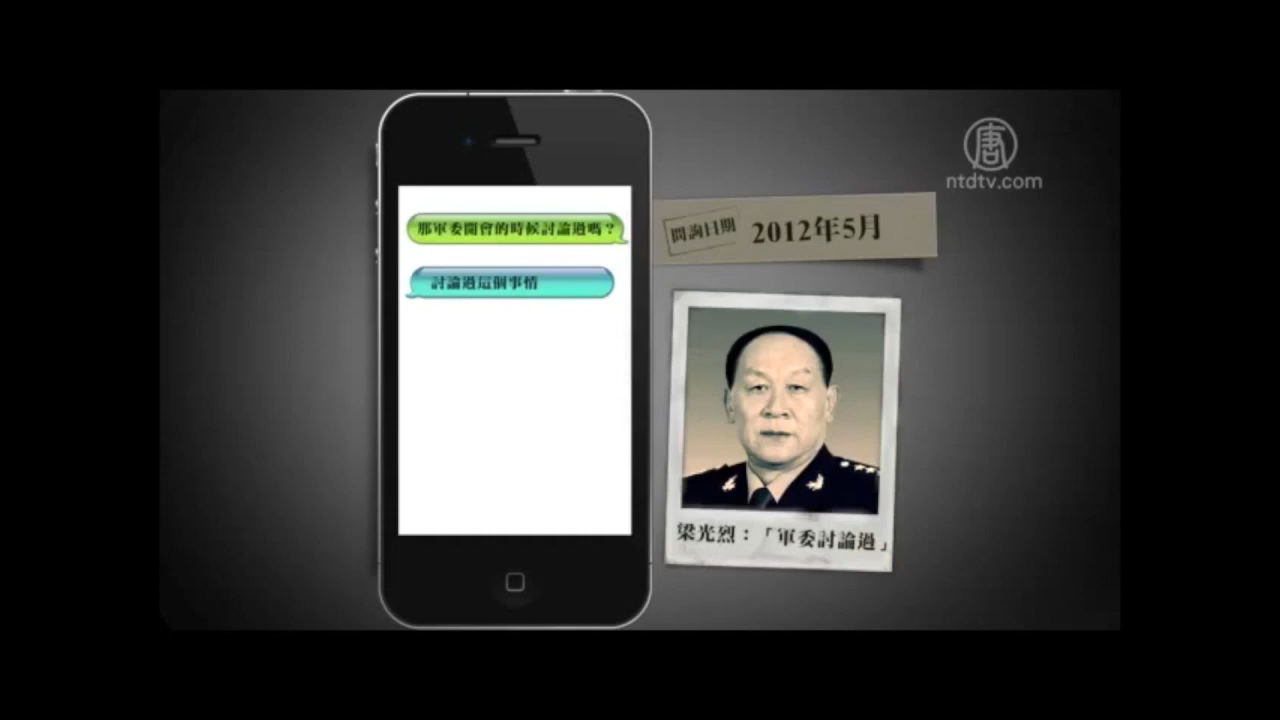 那軍委開會的時候討論過嗎？
討論過這個事情
問詢日期
2012年5月
唐
ntdtv.com
梁光烈：「軍委討論過」